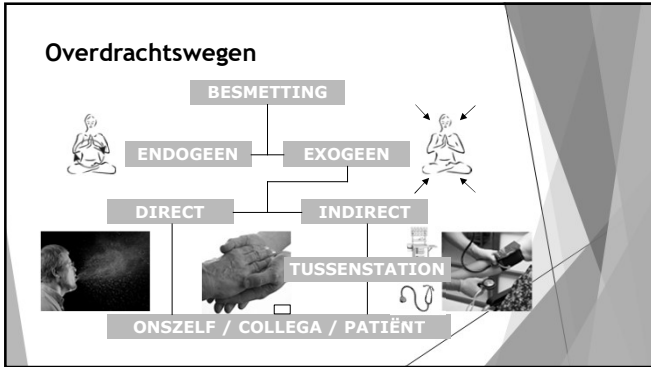 Overdrachtswegen
BESMETTING
ENDOGEEN
EXOGEEN
DIRECT
INDIRECT
TUSSENSTATION
ONSZELF / COLLEGA / PATIËNT